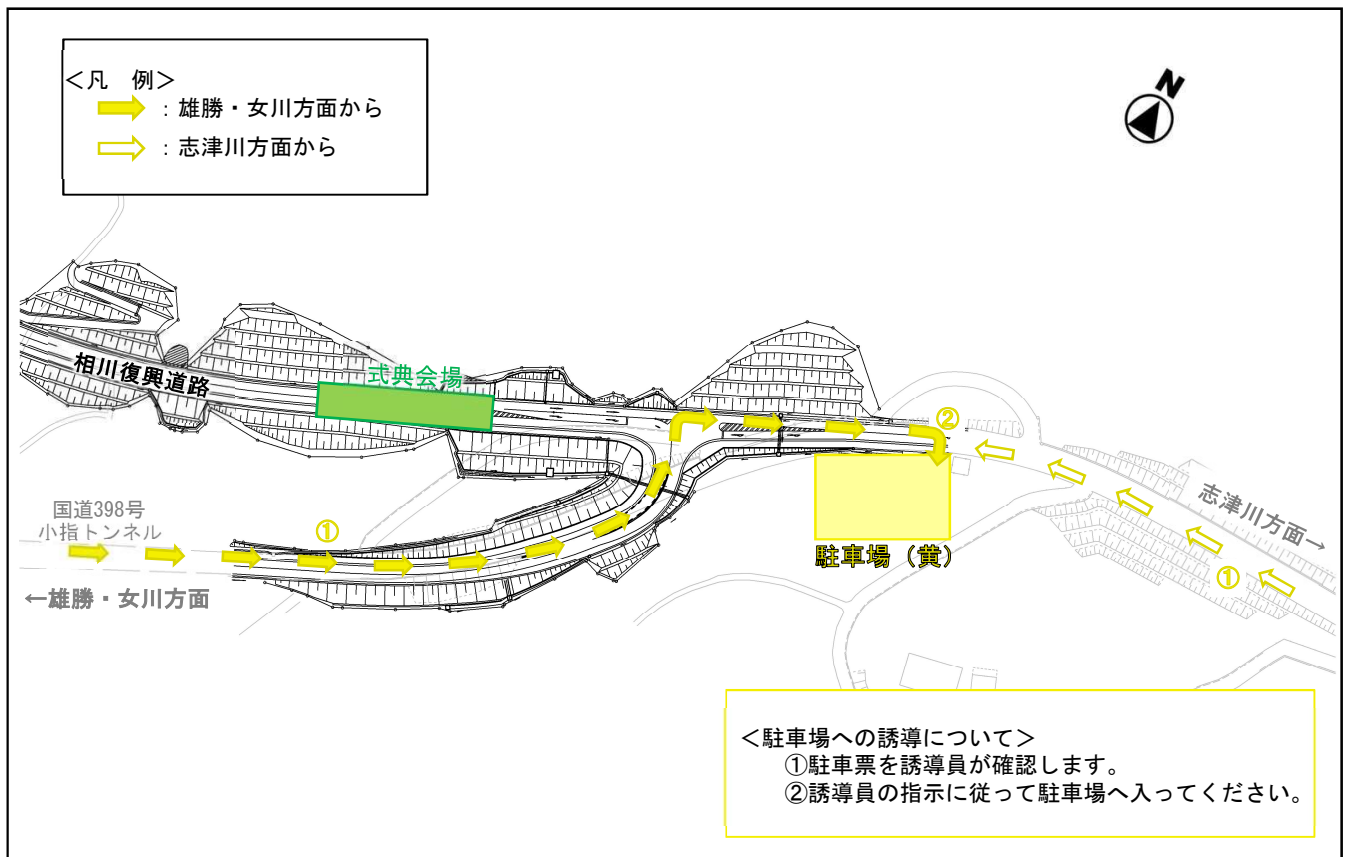 <凡　例>
：雄勝・女川方面から
：志津川方面から
N
相川復興道路
式典会場
②
国道398号
小指トンネル
①
←雄勝・女川方面
駐車場（黄）
志津川方面→
①
<駐車場への誘導について>
①駐車票を誘導員が確認します。
②誘導員の指示に従って駐車場へ入ってください。